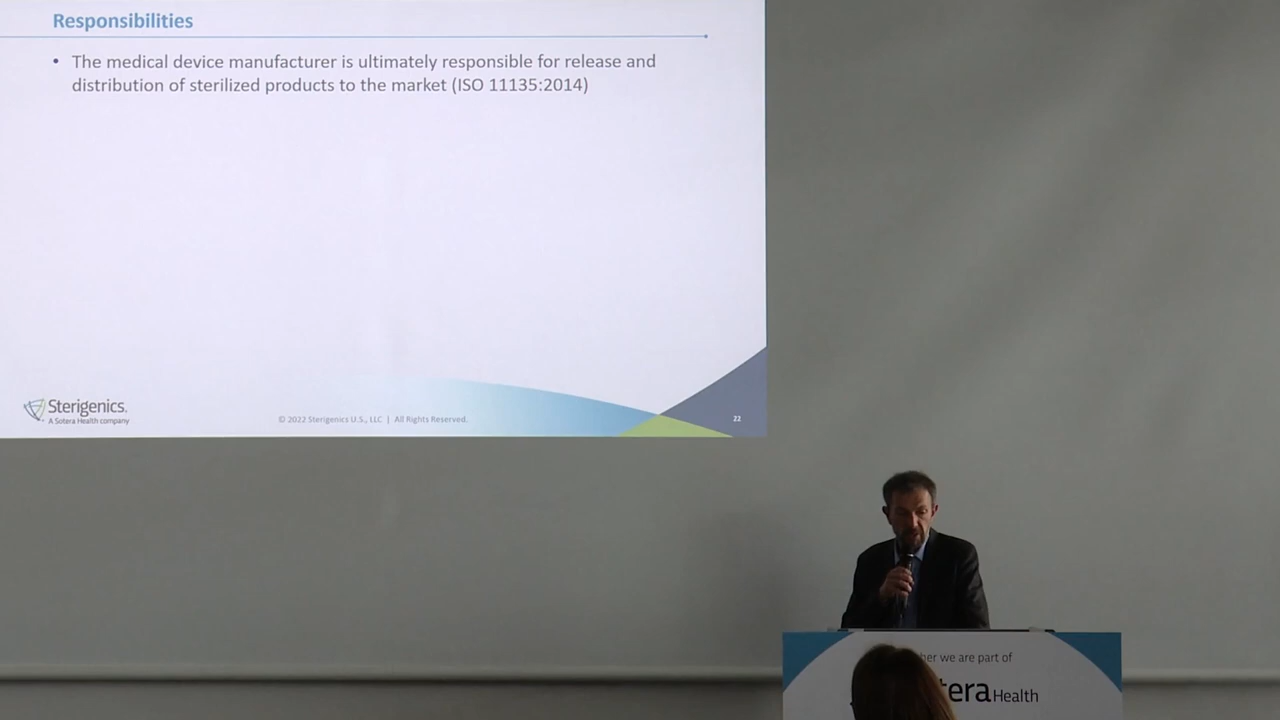 Responsibilities
• The medical device manufacturer is ultimately responsible for release and
distribution of sterilized products to the market (ISO 11135:2014)
Sterigenics.
A Sotera Health company
© 2022 Sterigenics U.S., LLC | All Rights Reserved.
22
we are part of
Health